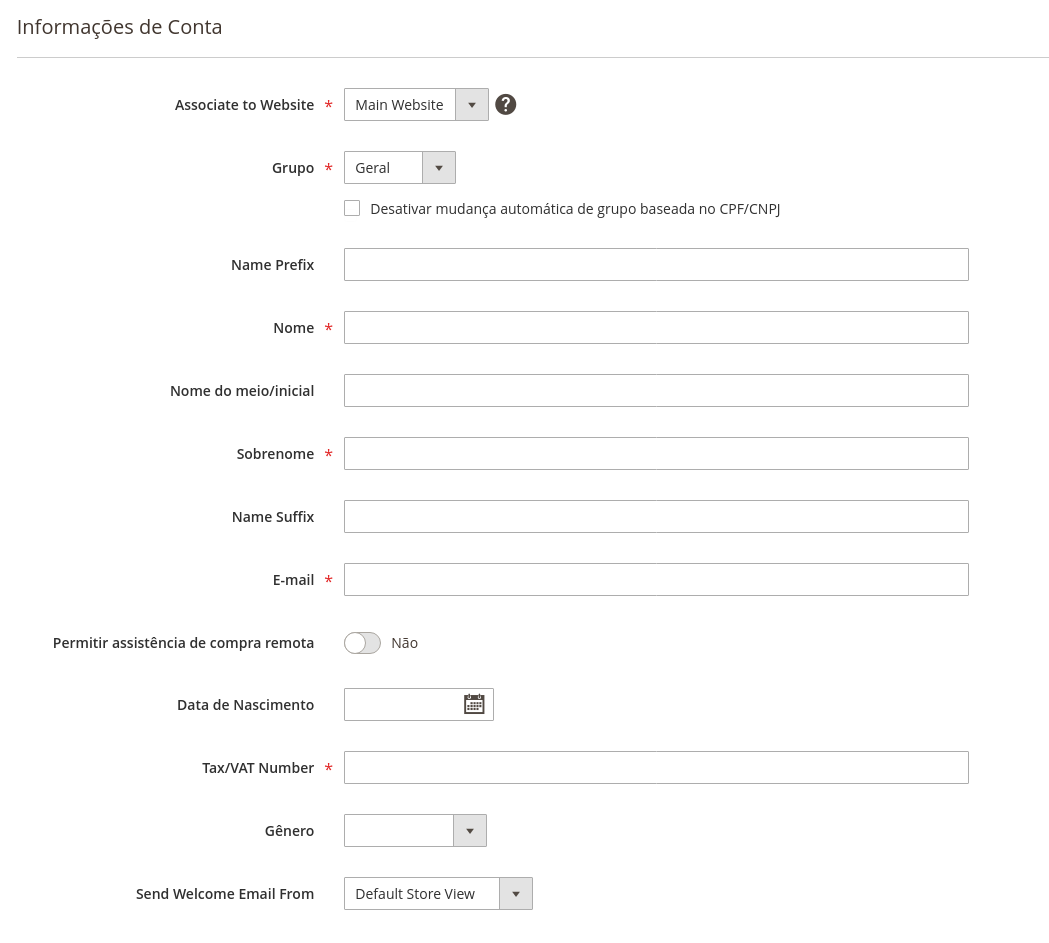 Informações de Conta
Associate to Website * Main Website ?
Grupo * Geral
Desativar mudança automática de grupo baseada no CPF/CNPJ
Name Prefix
Nome *
Nome do meio/inicial
Sobrenome *
Name Suffix
E-mail *
Permitir assistência de compra remota Não
Data de Nascimento
Tax/VAT Number *
Gênero
Send Welcome Email From Default Store View